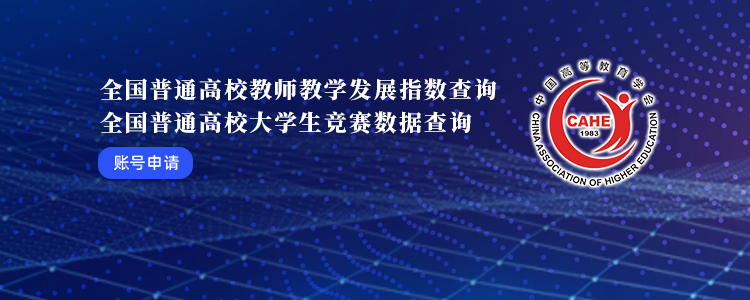 全国普通高校教师教学发展指数查询
全国普通高校大学生竞赛数据查询
账号申请
中国高等教育学会
CAHE
1983
CHINA ASSOCIATION OF HIGHER EDUCATION